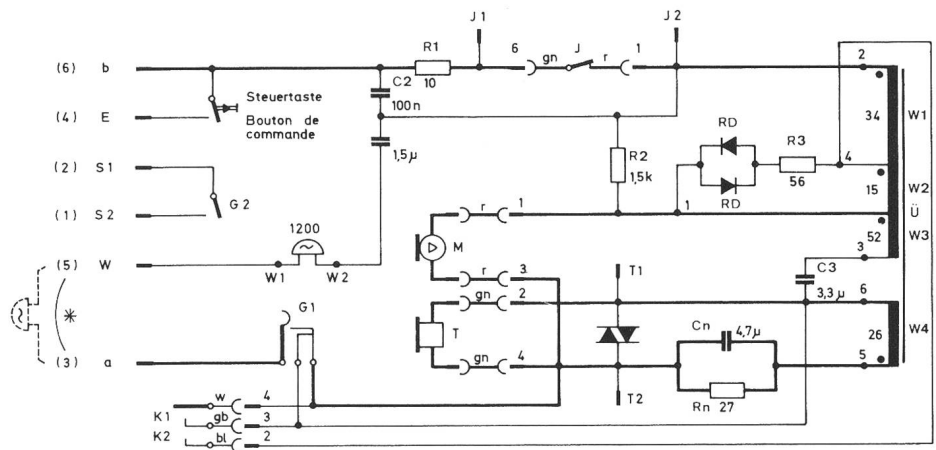 J1 J2
(6) b R1 6 gn J r 1 2
C2 10
Steuertaste
100n
34 W1
(4) E RD
Bouton de
commande
1,5µ R2 R3 4
(2) S1 1,5k 56
15 W2
G2 RD Ü
(1) S2 r 1 1
52 W3
1200 M 3
(5) W W1 W2 r 3 T1 C3
gn 2 3,3µ 6
G1 T Cn 4,7µ 26 W4
(3) a gn 4 5
T2 Rn 27
K1 w 4
gb 3
K2 bl 2